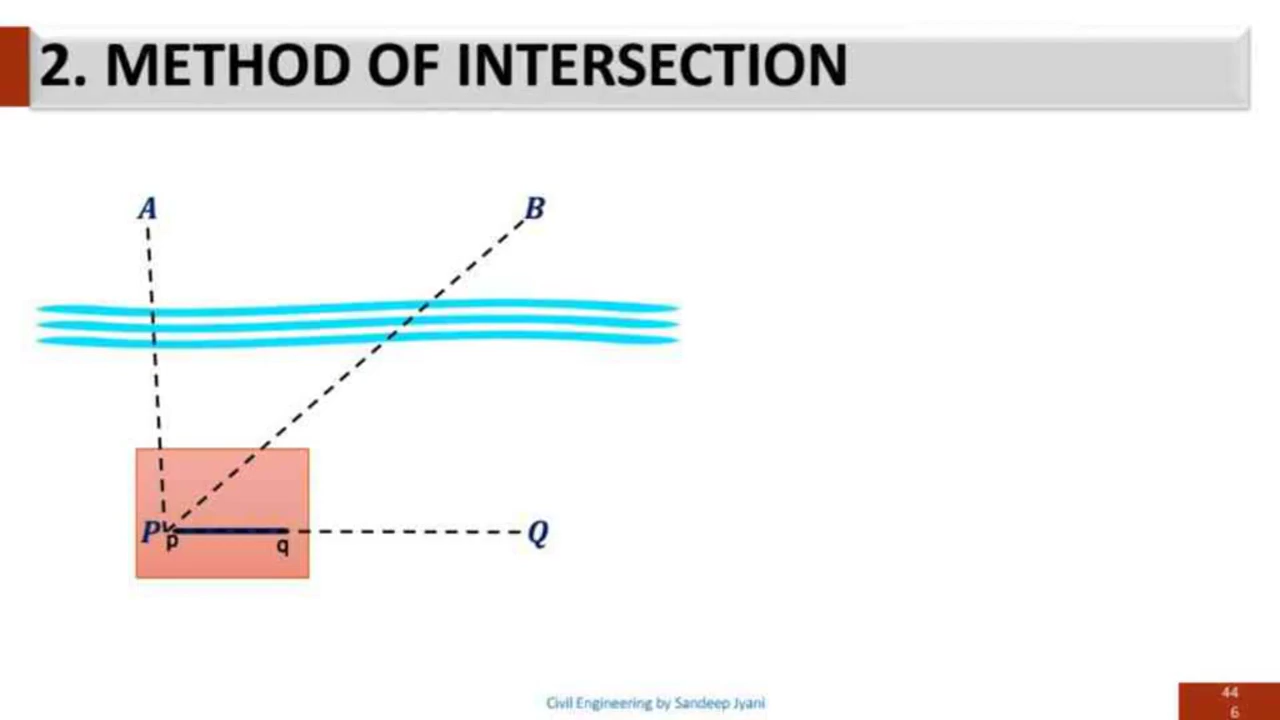 2. METHOD OF INTERSECTION
A
B
P
p
q
Q
Civil Engineering by Sandeep Jyani
44
6